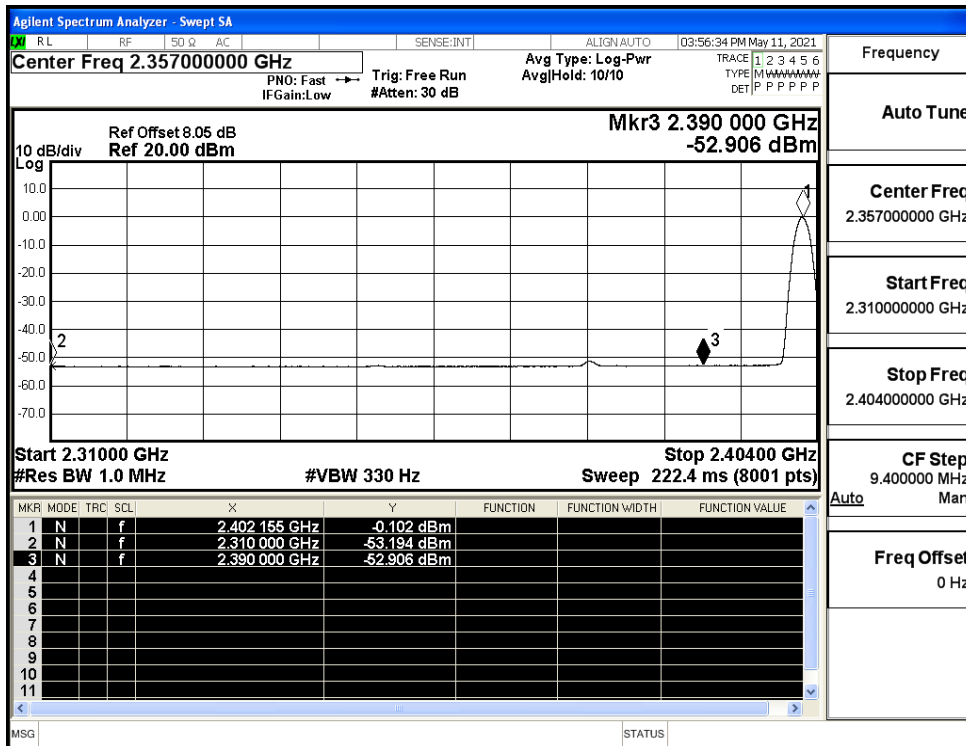 Agilent Spectrum Analyzer - Swept SA
LXI RL RF 50 Ω AC SENSE:INT ALIGNAUTO 03:56:34 PM May 11, 2021
Center Freq 2.357000000 GHz
PNO: Fast
IFGain:Low
Trig: Free Run
#Atten: 30 dB
Avg Type: Log-Pwr
Avg|Hold: 10/10
TRACE 1 2 3 4 5 6
TYPE M WWWWW
DET P P P P P P
Frequency
Auto Tune
Center Freq
2.357000000 GHz
Start Freq
2.310000000 GHz
Stop Freq
2.404000000 GHz
CF Step
9.400000 MHz
Auto Man
Freq Offset
0 Hz
Mkr3 2.390 000 GHz
-52.906 dBm
Ref Offset 8.05 dB
10 dB/div Ref 20.00 dBm
Log
10.0
0.00
-10.0
-20.0
-30.0
-40.0
-50.0
-60.0
-70.0
1
2
3
Start 2.31000 GHz Stop 2.40400 GHz
#Res BW 1.0 MHz #VBW 330 Hz Sweep 222.4 ms (8001 pts)
MKR MODE TRC SCL X Y FUNCTION FUNCTION WIDTH FUNCTION VALUE
1 N f 2.402 155 GHz -0.102 dBm
2 N f 2.310 000 GHz -53.194 dBm
3 N f 2.390 000 GHz -52.906 dBm
4
5
6
7
8
9
10
11
MSG STATUS